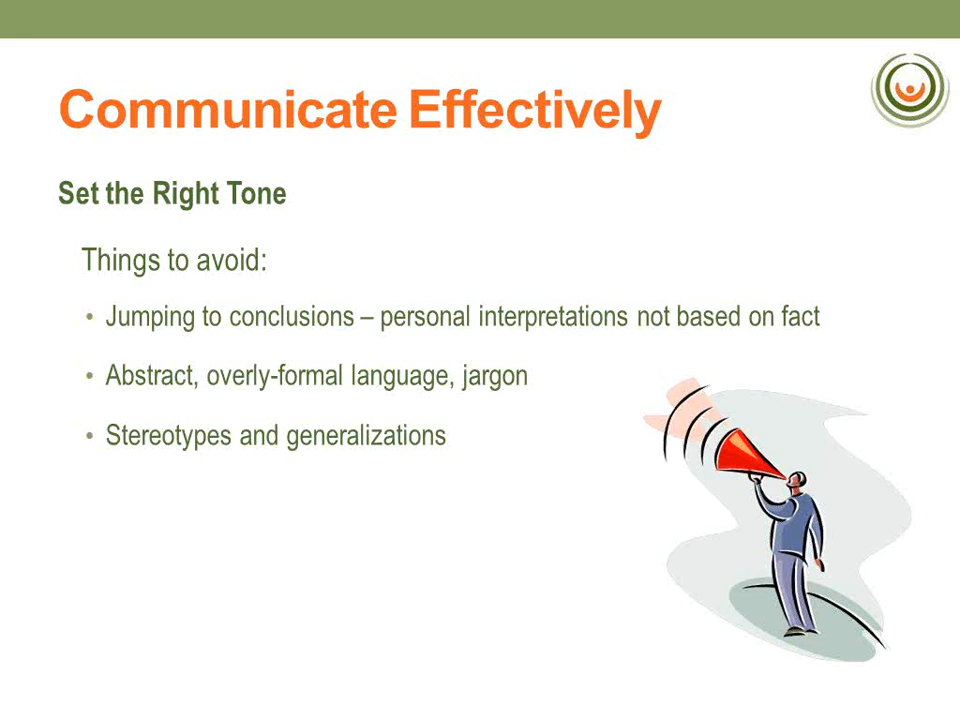 Communicate Effectively
Set the Right Tone
Things to avoid:
• Jumping to conclusions – personal interpretations not based on fact
• Abstract, overly-formal language, jargon
• Stereotypes and generalizations